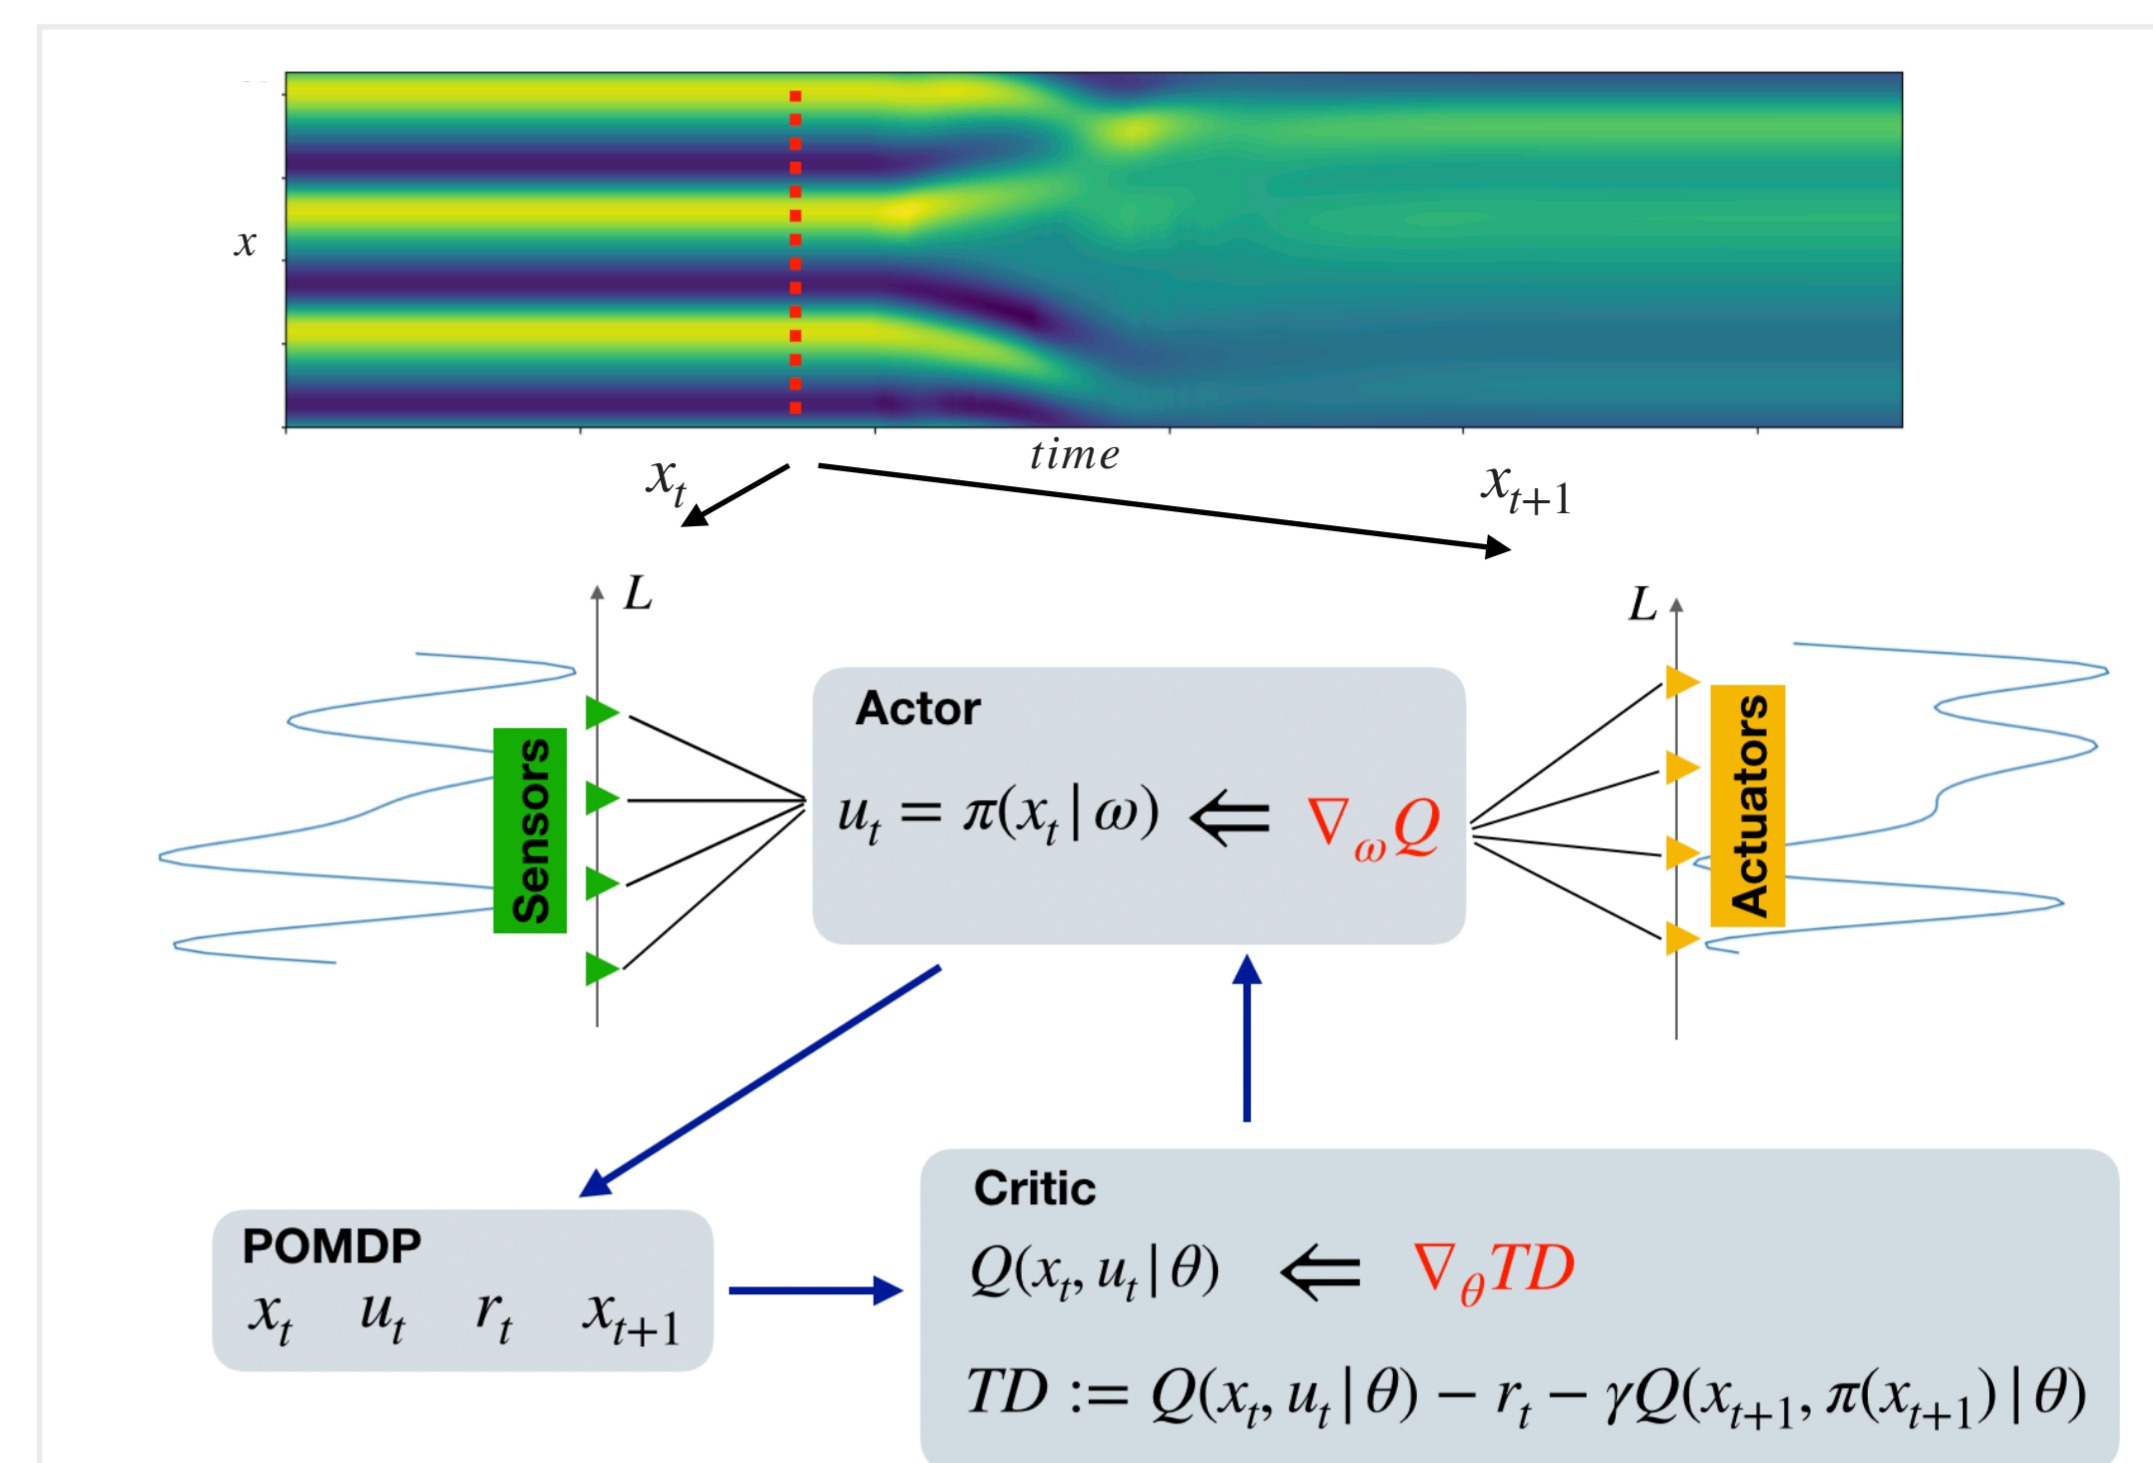 x
time
x_t
x_{t+1}
L
L
Sensors
Actor
u_t = π(x_t | ω) ⟸ ∇_ω Q
Actuators
POMDP
x_t u_t r_t x_{t+1}
Critic
Q(x_t, u_t | θ) ⟸ ∇_θ TD
TD := Q(x_t, u_t | θ) − r_t − γQ(x_{t+1}, π(x_{t+1}) | θ)